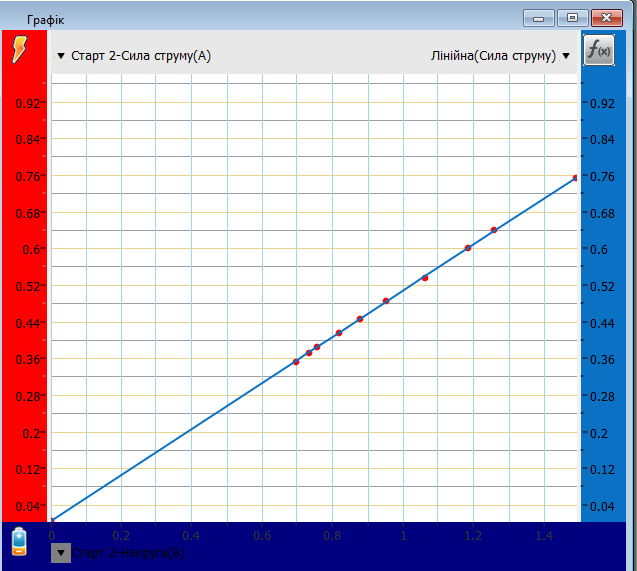 Графік
Старт 2-Сила струму(А) Лінійна(Сила струму)
f(x)
0.92 0.92
0.84 0.84
0.76 0.76
0.68 0.68
0.6 0.6
0.52 0.52
0.44 0.44
0.36 0.36
0.28 0.28
0.2 0.2
0.12 0.12
0.04 0.04
0 0.2 0.4 0.6 0.8 1 1.2 1.4
Старт 2-Напруга(В)